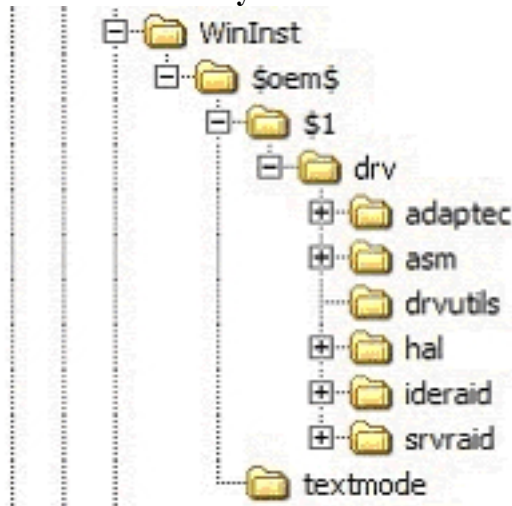 WinInst
$oem$
$1
drv
adaptec
asm
drvutils
hal
ideraid
srvraid
textmode